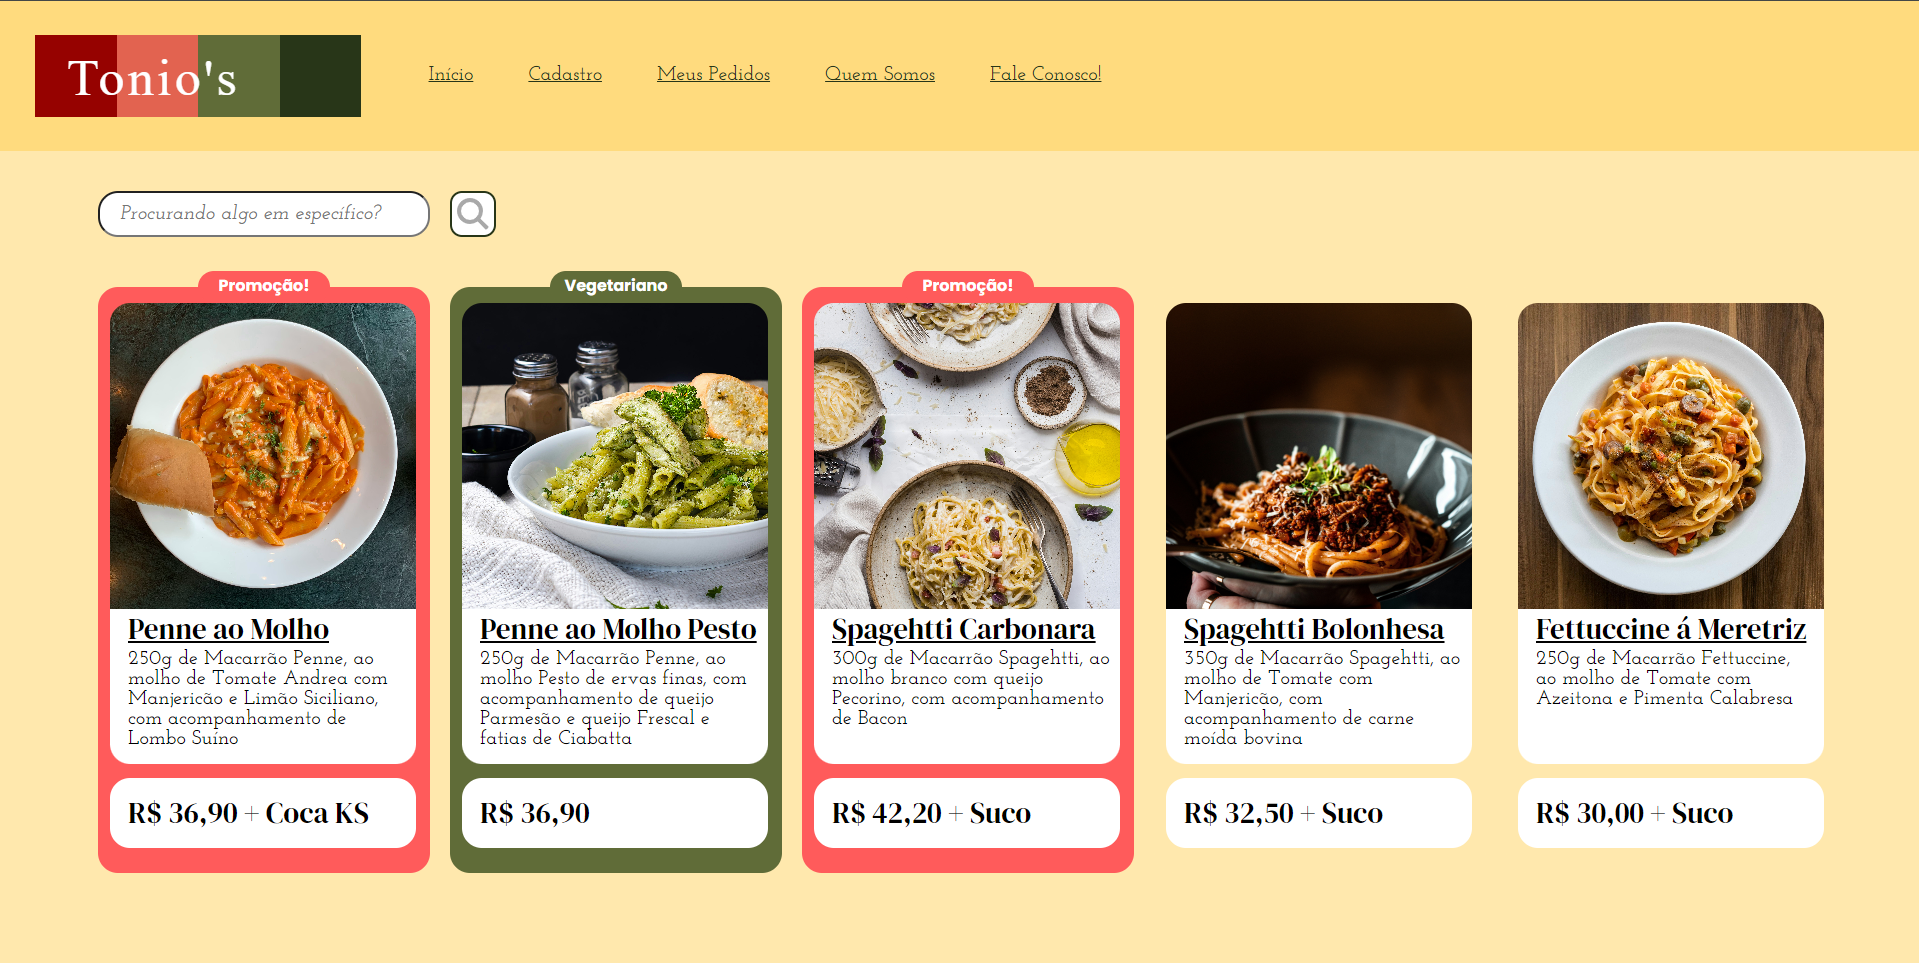 Tonio's
Início
Cadastro
Meus Pedidos
Quem Somos
Fale Conosco!
Procurando algo em específico?
Promoção!
Penne ao Molho
250g de Macarrão Penne, ao
molho de Tomate Andrea com
Manjericão e Limão Siciliano,
com acompanhamento de
Lombo Suíno
R$ 36,90 + Coca KS
Vegetariano
Penne ao Molho Pesto
250g de Macarrão Penne, ao
molho Pesto de ervas finas, com
acompanhamento de queijo
Parmesão e queijo Frescal e
fatias de Ciabatta
R$ 36,90
Promoção!
Spagehtti Carbonara
300g de Macarrão Spagehtti, ao
molho branco com queijo
Pecorino, com acompanhamento
de Bacon
R$ 42,20 + Suco
Spagehtti Bolonhesa
350g de Macarrão Spagehtti, ao
molho de Tomate com
Manjericão, com
acompanhamento de carne
moída bovina
R$ 32,50 + Suco
Fettuccine á Meretriz
250g de Macarrão Fettuccine,
ao molho de Tomate com
Azeitona e Pimenta Calabresa
R$ 30,00 + Suco